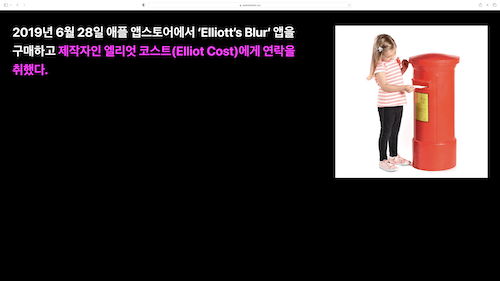 2019년 6월 28일 애플 앱스토어에서 ‘Elliott's Blur’ 앱을
구매하고 제작자인 엘리엇 코스트(Elliot Cost)에게 연락을
취했다.